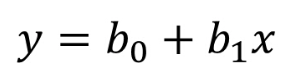 y = b₀ + b₁x